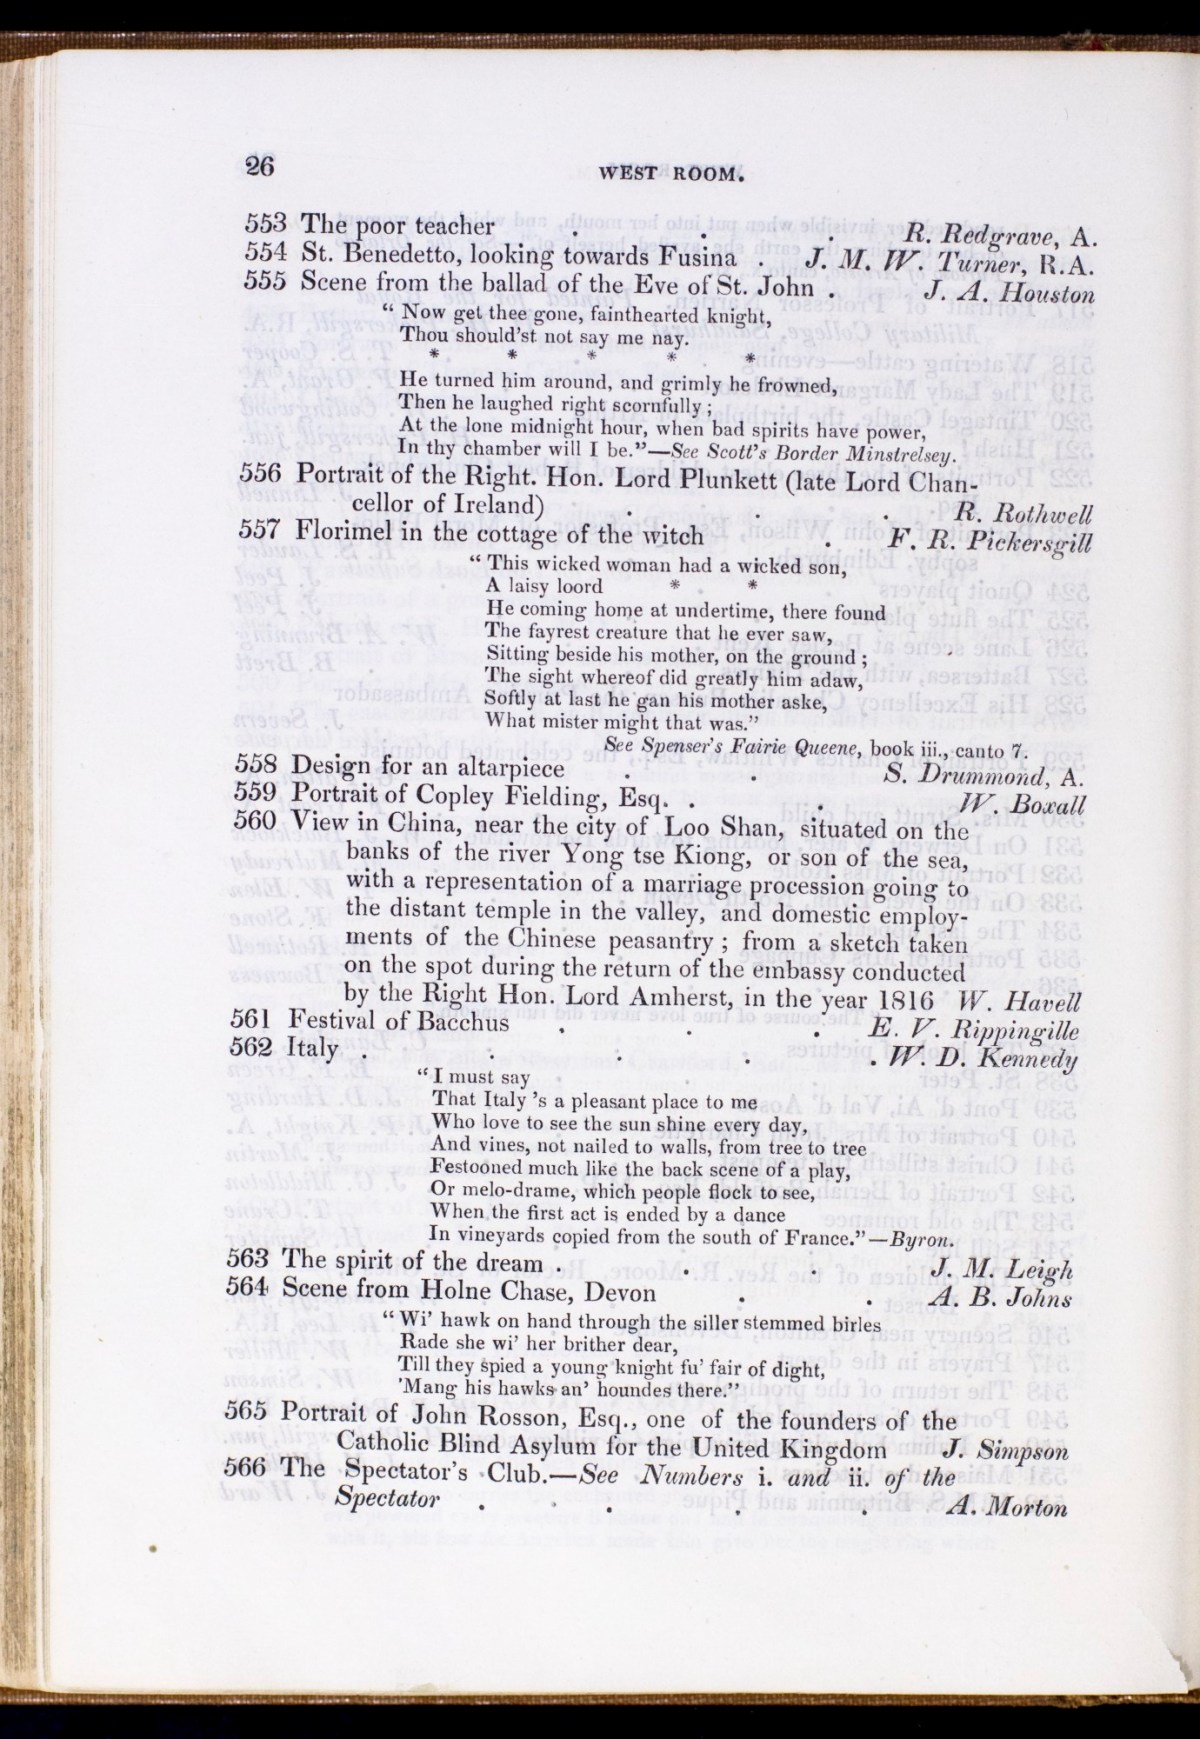 26
WEST ROOM.
553 The poor teacher . . . R. Redgrave, A.
554 St. Benedetto, looking towards Fusina . J. M. W. Turner, R.A.
555 Scene from the ballad of the Eve of St. John . J. A. Houston
“ Now get thee gone, fainthearted knight,
Thou should'st not say me nay.
* * * * *
He turned him around, and grimly he frowned,
Then he laughed right scornfully ;
At the lone midnight hour, when bad spirits have power,
In thy chamber will I be.”—See Scott's Border Minstrelsey.
556 Portrait of the Right. Hon. Lord Plunkett (late Lord Chan-
cellor of Ireland) . . . R. Rothwell
557 Florimel in the cottage of the witch . F. R. Pickersgill
“ This wicked woman had a wicked son,
A laisy loord * *
He coming home at undertime, there found
The fayrest creature that he ever saw,
Sitting beside his mother, on the ground ;
The sight whereof did greatly him adaw,
Softly at last he 'gan his mother aske,
What mister might that was.”
See Spenser's Fairie Queene, book iii., canto 7.
558 Design for an altarpiece . . S. Drummond, A.
559 Portrait of Copley Fielding, Esq. . . W. Boxall
560 View in China, near the city of Loo Shan, situated on the
banks of the river Yong tse Kiong, or son of the sea,
with a representation of a marriage procession going to
the distant temple in the valley, and domestic employ-
ments of the Chinese peasantry ; from a sketch taken
on the spot during the return of the embassy conducted
by the Right Hon. Lord Amherst, in the year 1816 W. Havell
561 Festival of Bacchus . . . E. V. Rippingille
562 Italy . . . . . W. D. Kennedy
“ I must say
That Italy 's a pleasant place to me
Who love to see the sun shine every day,
And vines, not nailed to walls, from tree to tree
Festooned much like the back scene of a play,
Or melo-drame, which people flock to see,
When the first act is ended by a dance
In vineyards copied from the south of France.”—Byron.
563 The spirit of the dream . . . J. M. Leigh
564 Scene from Holne Chase, Devon . . A. B. Johns
“ Wi' hawk on hand through the siller stemmed birles
Rade she wi' her brither dear,
Till they spied a young knight fu' fair of dight,
'Mang his hawks an' houndes there.”
565 Portrait of John Rosson, Esq., one of the founders of the
Catholic Blind Asylum for the United Kingdom J. Simpson
566 The Spectator's Club.—See Numbers i. and ii. of the
Spectator . . . . . A. Morton